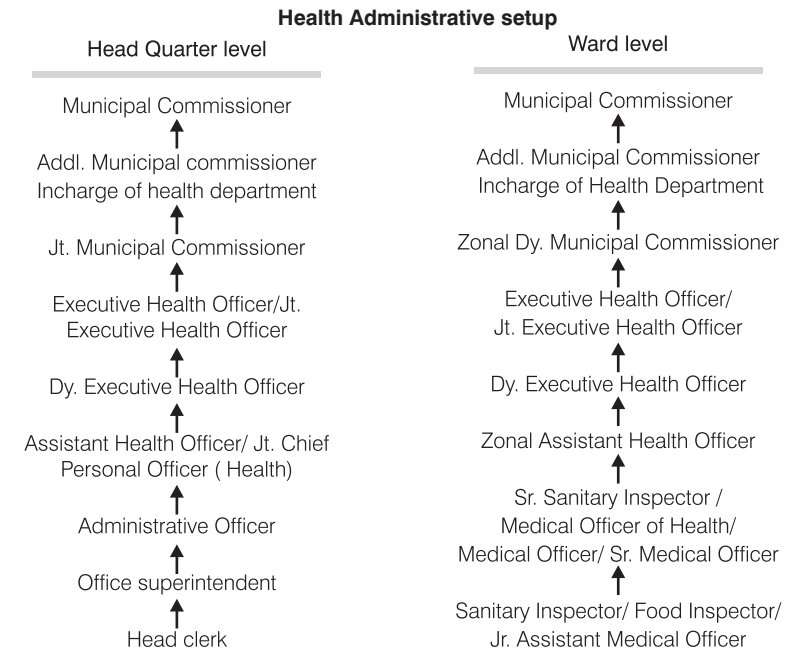 Health Administrative setup
Head Quarter level
Municipal Commissioner
Addl. Municipal commissioner
Incharge of health department
Jt. Municipal Commissioner
Executive Health Officer/Jt.
Executive Health Officer
Dy. Executive Health Officer
Assistant Health Officer/ Jt. Chief
Personal Officer ( Health)
Administrative Officer
Office superintendent
Head clerk
Ward level
Municipal Commissioner
Addl. Municipal Commissioner
Incharge of Health Department
Zonal Dy. Municipal Commissioner
Executive Health Officer/
Jt. Executive Health Officer
Dy. Executive Health Officer
Zonal Assistant Health Officer
Sr. Sanitary Inspector /
Medical Officer of Health/
Medical Officer/ Sr. Medical Officer
Sanitary Inspector/ Food Inspector/
Jr. Assistant Medical Officer